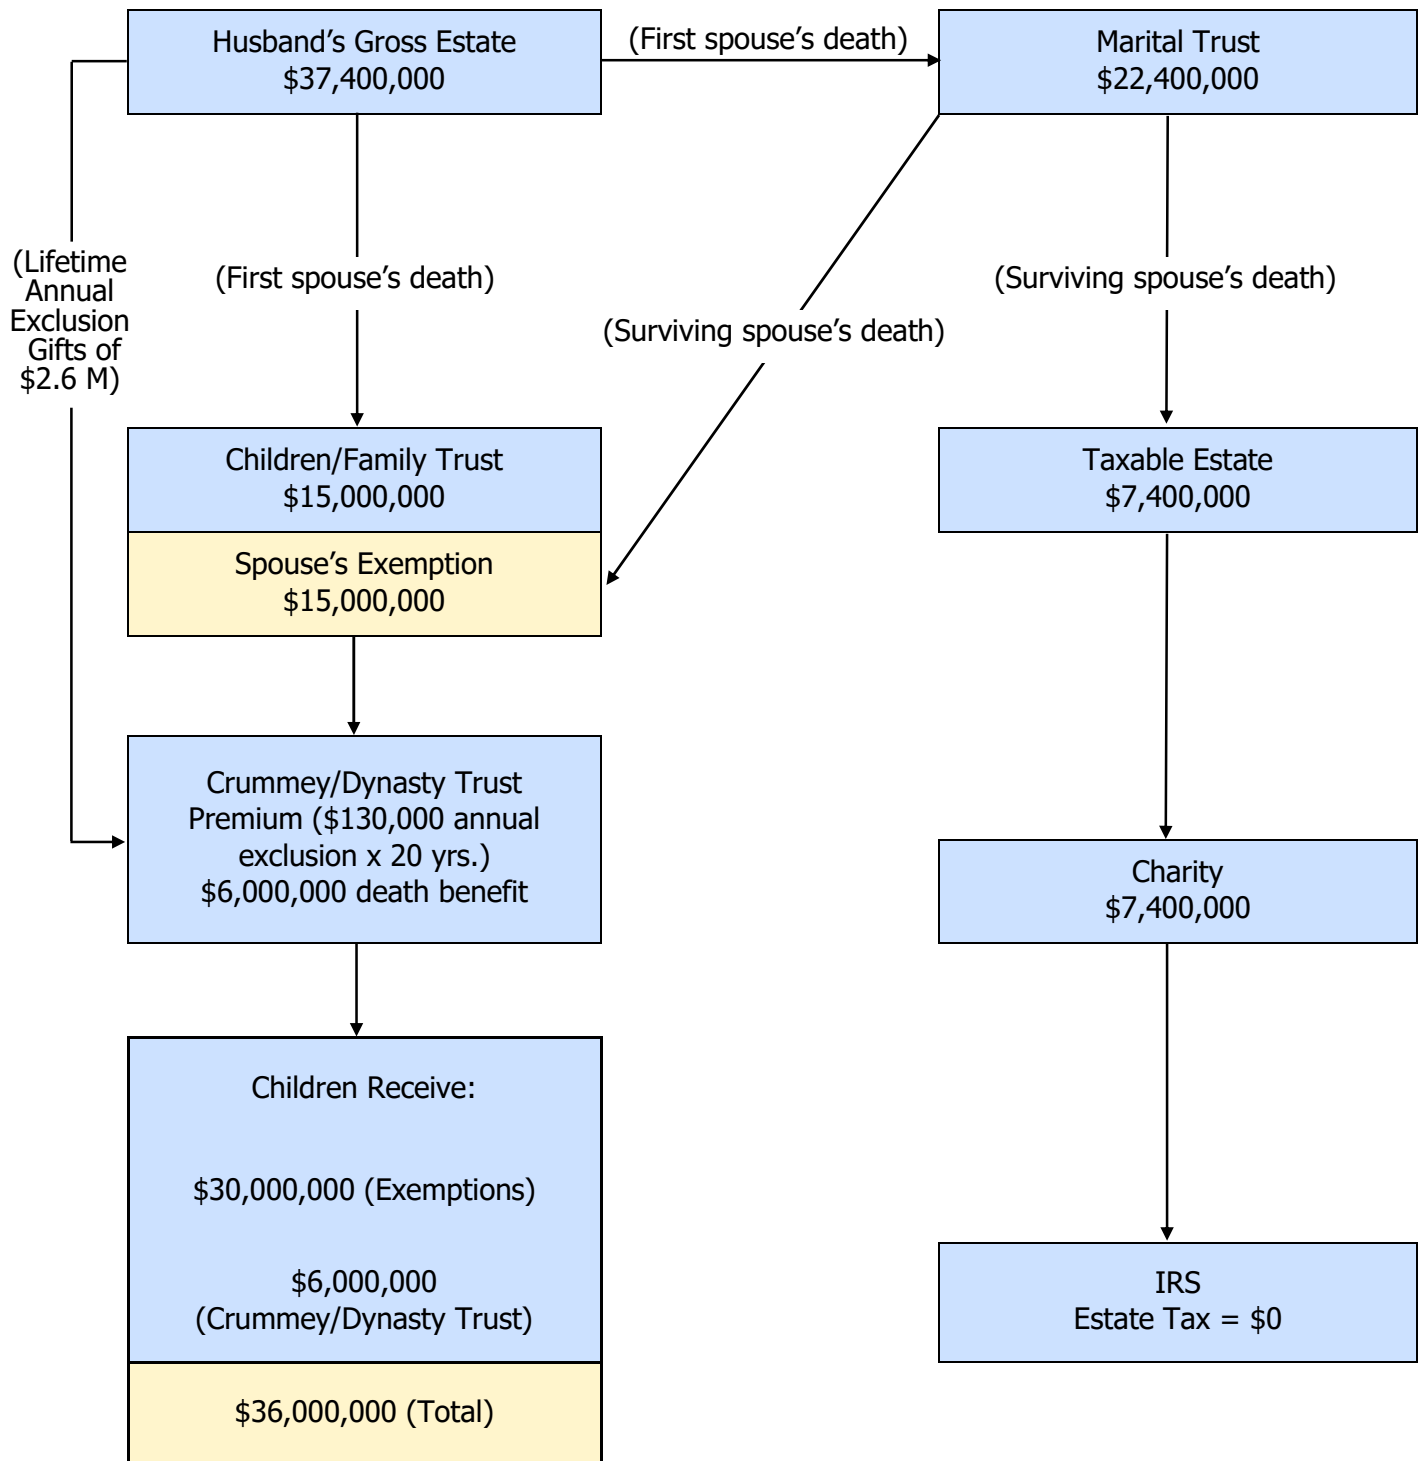 Husband’s Gross Estate
$37,400,000
(First spouse’s death)
Marital Trust
$22,400,000
(Lifetime
Annual
Exclusion
Gifts of
$2.6 M)
(First spouse’s death)
(Surviving spouse’s death)
(Surviving spouse’s death)
Children/Family Trust
$15,000,000
Spouse’s Exemption
$15,000,000
Taxable Estate
$7,400,000
Crummey/Dynasty Trust
Premium ($130,000 annual
exclusion x 20 yrs.)
$6,000,000 death benefit
Charity
$7,400,000
Children Receive:
$30,000,000 (Exemptions)
$6,000,000
(Crummey/Dynasty Trust)
$36,000,000 (Total)
IRS
Estate Tax = $0